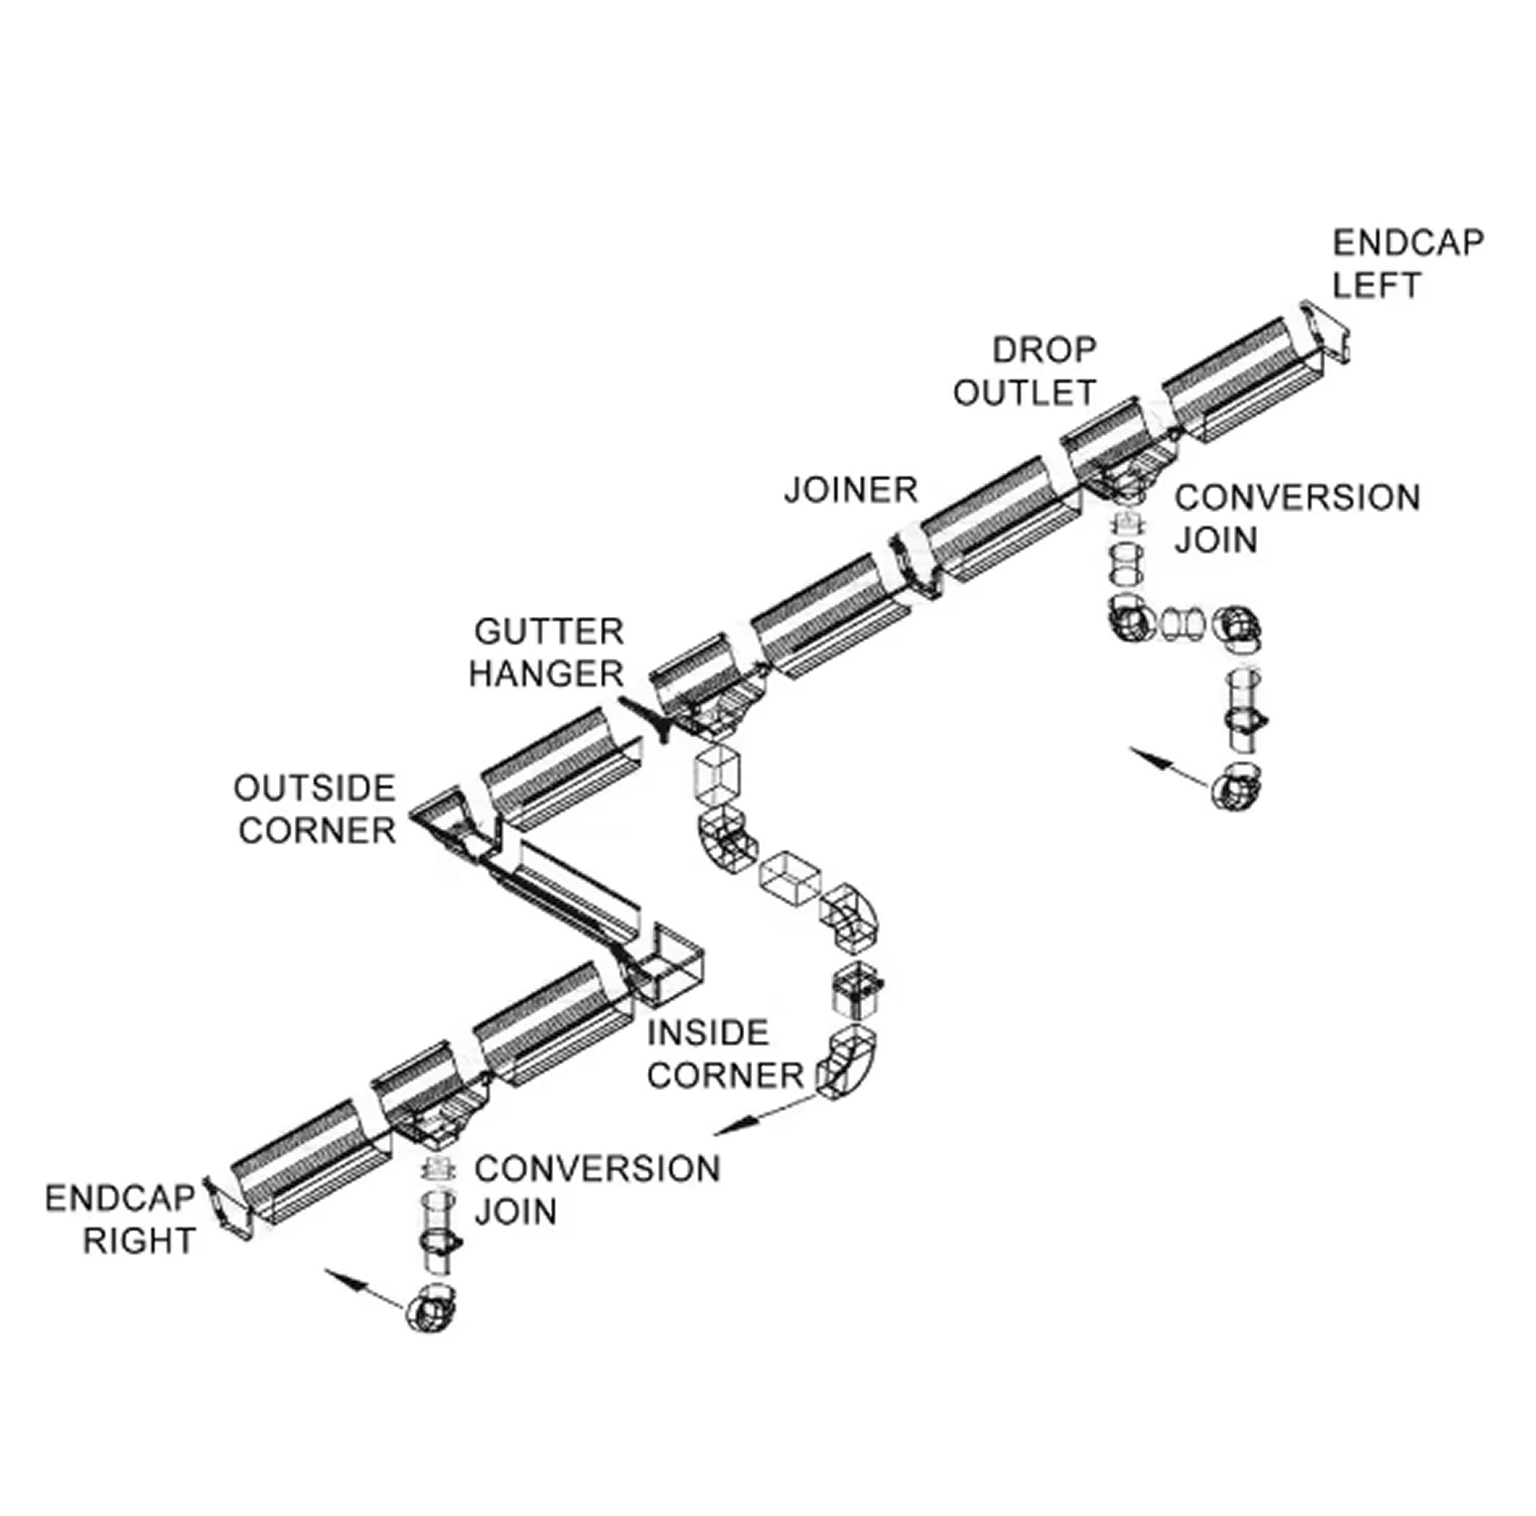 ENDCAP
LEFT
DROP
OUTLET
JOINER
CONVERSION
JOIN
GUTTER
HANGER
OUTSIDE
CORNER
INSIDE
CORNER
CONVERSION
JOIN
ENDCAP
RIGHT